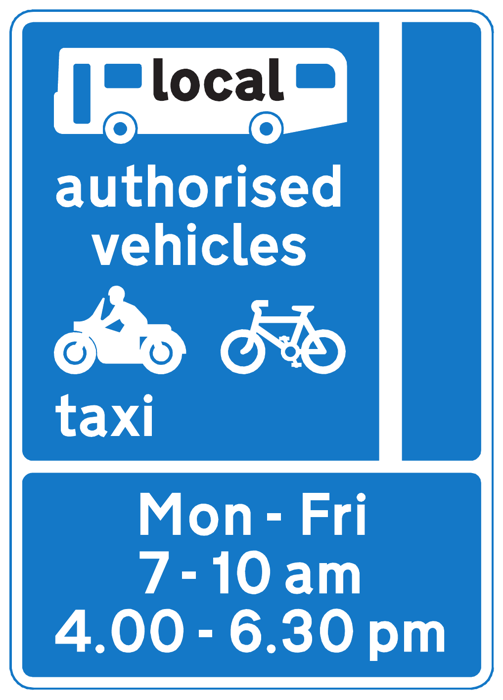 local
authorised
vehicles
taxi
Mon - Fri
7 - 10 am
4.00 - 6.30 pm